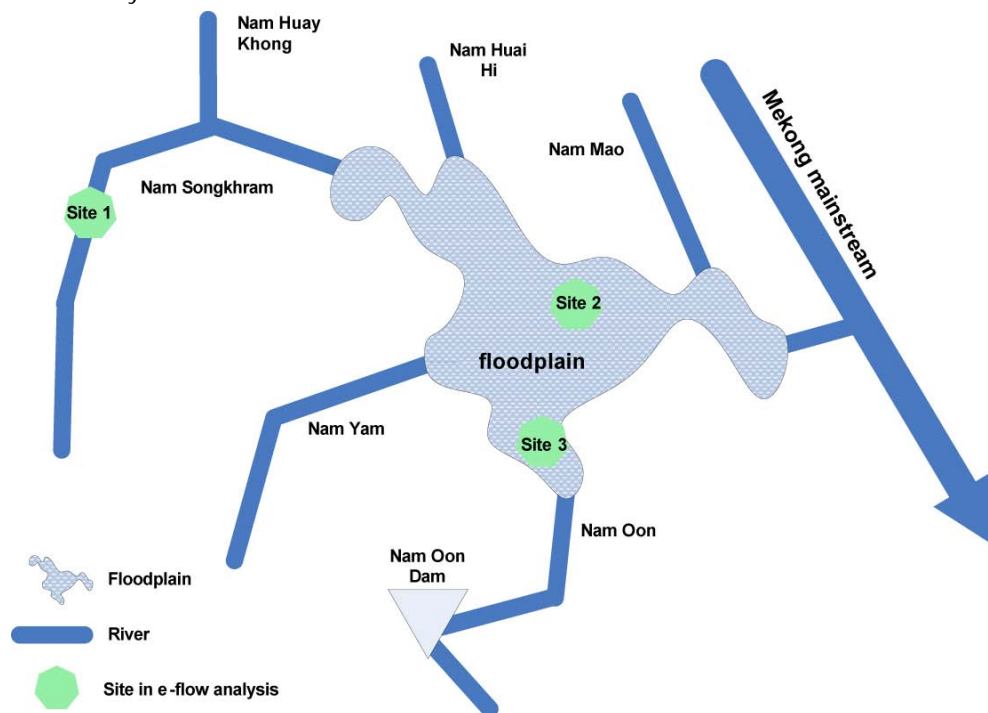 Nam Huay
Khong
Nam Huai
Hi
Nam Mao
Mekong mainstream
Nam Songkhram
Site 1
Site 2
floodplain
Nam Yam
Site 3
Nam Oon
Nam Oon
Dam
Floodplain
River
Site in e-flow analysis